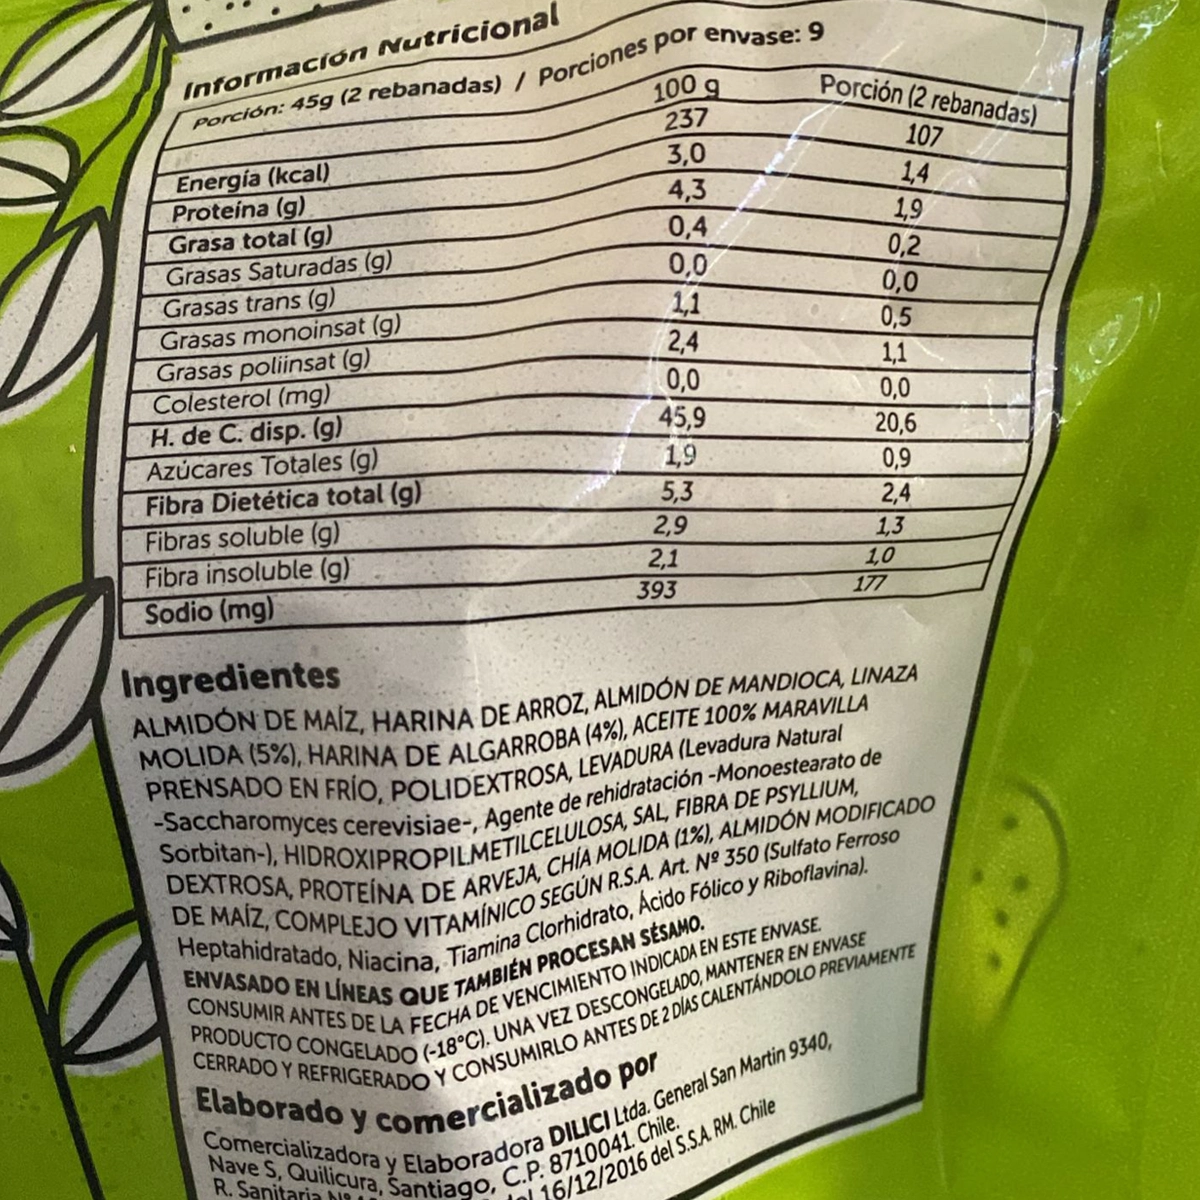 Información Nutricional
Porción: 45g (2 rebanadas) / Porciones por envase: 9
100 g Porción (2 rebanadas)
Energía (kcal) 237 107
Proteína (g) 3,0 1,4
Grasa total (g) 4,3 1,9
Grasas Saturadas (g) 0,4 0,2
Grasas trans (g) 0,0 0,0
Grasas monoinsat (g) 1,1 0,5
Grasas poliinsat (g) 2,4 1,1
Colesterol (mg) 0,0 0,0
H. de C. disp. (g) 45,9 20,6
Azúcares Totales (g) 1,9 0,9
Fibra Dietética total (g) 5,3 2,4
Fibras soluble (g) 2,9 1,3
Fibra insoluble (g) 2,1 1,0
Sodio (mg) 393 177
Ingredientes
ALMIDÓN DE MAÍZ, HARINA DE ARROZ, ALMIDÓN DE MANDIOCA, LINAZA
MOLIDA (5%), HARINA DE ALGARROBA (4%), ACEITE 100% MARAVILLA
PRENSADO EN FRÍO, POLIDEXTROSA, LEVADURA (Levadura Natural
-Saccharomyces cerevisiae-, Agente de rehidratación -Monoestearato de
Sorbitan-), HIDROXIPROPILMETILCELULOSA, SAL, FIBRA DE PSYLLIUM,
DEXTROSA, PROTEÍNA DE ARVEJA, CHÍA MOLIDA (1%), ALMIDÓN MODIFICADO
DE MAÍZ, COMPLEJO VITAMÍNICO SEGÚN R.S.A. Art. Nº 350 (Sulfato Ferroso
Heptahidratado, Niacina, Tiamina Clorhidrato, Ácido Fólico y Riboflavina).
ENVASADO EN LÍNEAS QUE TAMBIÉN PROCESAN SÉSAMO.
CONSUMIR ANTES DE LA FECHA DE VENCIMIENTO INDICADA EN ESTE ENVASE.
PRODUCTO CONGELADO (-18°C). UNA VEZ DESCONGELADO, MANTENER EN ENVASE
CERRADO Y REFRIGERADO Y CONSUMIRLO ANTES DE 2 DÍAS CALENTÁNDOLO PREVIAMENTE
Elaborado y comercializado por
Comercializadora y Elaboradora DILICI Ltda. General San Martin 9340,
Nave S, Quilicura, Santiago, C.P. 8710041. Chile.
R. Sanitaria Nº 16/12/2016 del S.S.A. RM. Chile